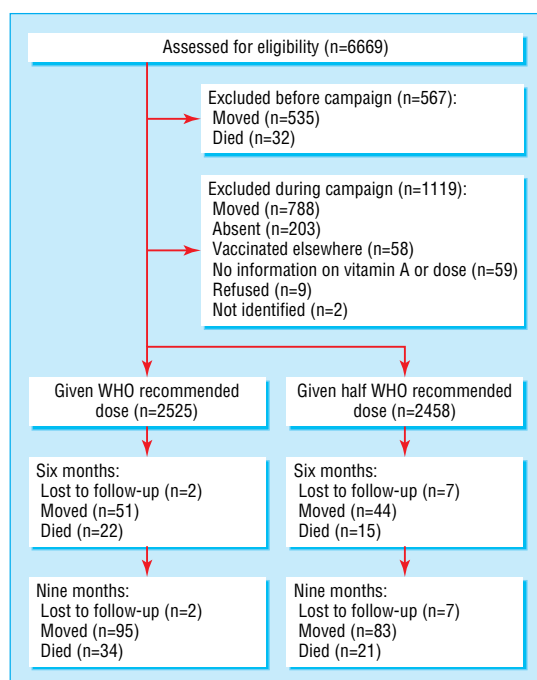 Assessed for eligibility (n=6669)
Excluded before campaign (n=567):
Moved (n=535)
Died (n=32)
Excluded during campaign (n=1119):
Moved (n=788)
Absent (n=203)
Vaccinated elsewhere (n=58)
No information on vitamin A or dose (n=59)
Refused (n=9)
Not identified (n=2)
Given WHO recommended
dose (n=2525)
Given half WHO recommended
dose (n=2458)
Six months:
Lost to follow-up (n=2)
Moved (n=51)
Died (n=22)
Six months:
Lost to follow-up (n=7)
Moved (n=44)
Died (n=15)
Nine months:
Lost to follow-up (n=2)
Moved (n=95)
Died (n=34)
Nine months:
Lost to follow-up (n=7)
Moved (n=83)
Died (n=21)